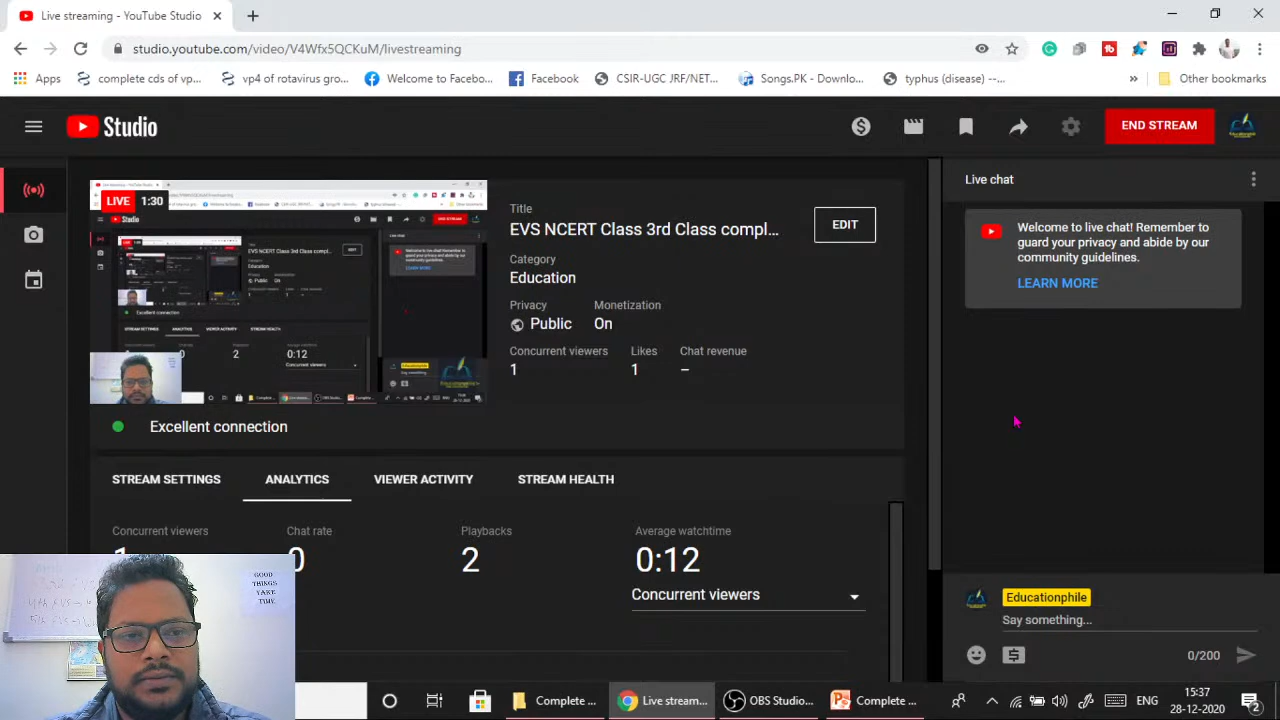 Live streaming - YouTube Studio
studio.youtube.com/video/V4Wfx5QCKuM/livestreaming
Apps
complete cds of vp...
vp4 of rotavirus gro...
Welcome to Facebo...
Facebook
CSIR-UGC JRF/NET...
Songs.PK - Downlo...
typhus (disease) --...
Other bookmarks
Studio
END STREAM
LIVE 1:30
Title
EVS NCERT Class 3rd Class compl...
EDIT
Category
Education
Privacy
Monetization
Public
On
Concurrent viewers
Likes
Chat revenue
1
1
–
Excellent connection
STREAM SETTINGS
ANALYTICS
VIEWER ACTIVITY
STREAM HEALTH
Concurrent viewers
Chat rate
Playbacks
Average watchtime
1
0
2
0:12
Concurrent viewers
Live chat
Welcome to live chat! Remember to
guard your privacy and abide by our
community guidelines.
LEARN MORE
Educationphile
Say something...
0/200
GOOD
THINGS
TAKE
TIME.
Complete ...
Live stream...
OBS Studio...
Complete ...
ENG
15:37
28-12-2020
2